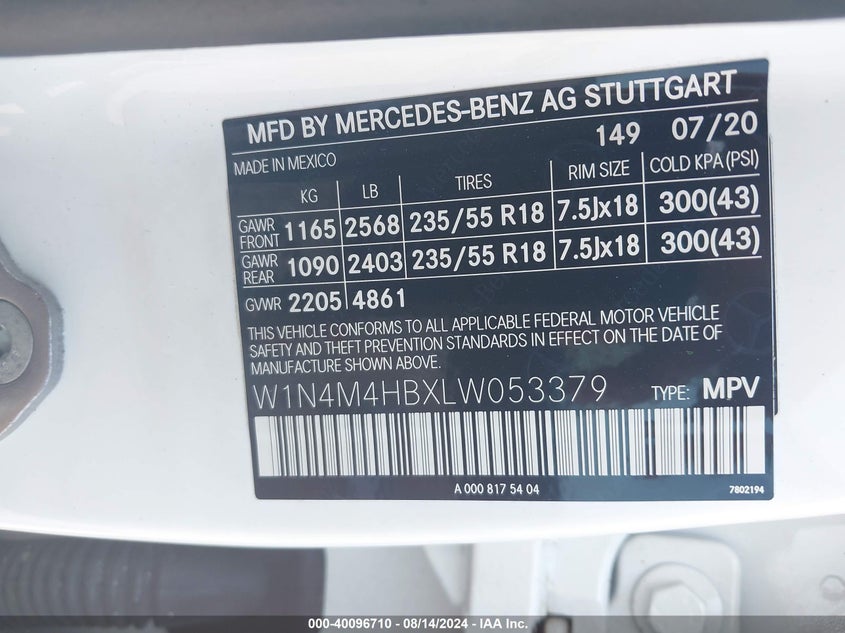 MFD BY MERCEDES-BENZ AG STUTTGART
149 07/20
MADE IN MEXICO
KG LB TIRES RIM SIZE COLD KPA (PSI)
GAWR FRONT 1165 2568 235/55 R18 7.5Jx18 300(43)
GAWR REAR 1090 2403 235/55 R18 7.5Jx18 300(43)
GVWR 2205 4861
THIS VEHICLE CONFORMS TO ALL APPLICABLE FEDERAL MOTOR VEHICLE
SAFETY AND THEFT PREVENTION STANDARDS IN EFFECT ON THE DATE OF
MANUFACTURE SHOWN ABOVE.
W1N4M4HBXLW053379 TYPE: MPV
A 000 817 54 04 7802194
000-40096710 - 08/14/2024 - IAA Inc.